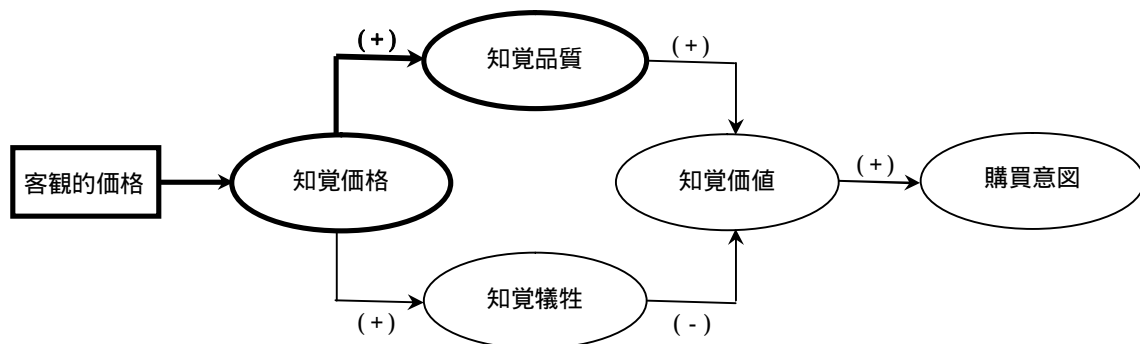 (+)
知覚品質
(+)
客観的価格
知覚価格
知覚価値
(+)
購買意図
(+)
知覚犠牲
(-)